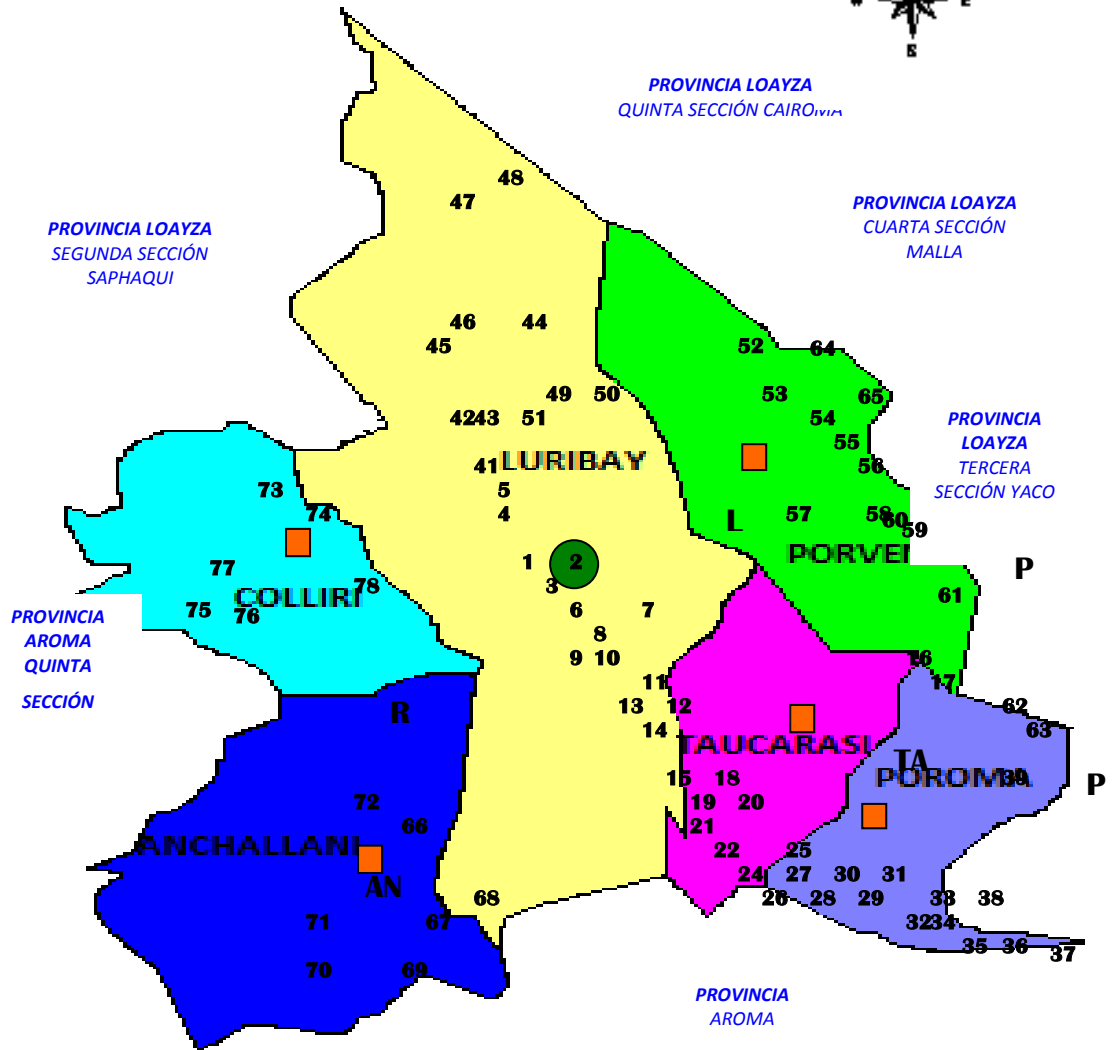 E
S
PROVINCIA LOAYZA
QUINTA SECCIÓN CAIROMA
48
47
PROVINCIA LOAYZA
CUARTA SECCIÓN
MALLA
PROVINCIA LOAYZA
SEGUNDA SECCIÓN
SAPHAQUI
46 44
45 52 64
49 50 53 65
42 43 51 54
PROVINCIA
LOAYZA
TERCERA
SECCIÓN YACO
55
41 LURIBAY 56
73 5
74 4 L 57 58 60 59
PORVEI
1 2 P
77
3 78
COLLIRI 61
75 76 6 7
PROVINCIA
AROMA
QUINTA
SECCIÓN
8
9 10 16
11 17
R 13 12 62
14 63
TAUCARASI TA
15 18 POROMA 39 P
72 19 20
66 21
ANCHALLANI 22 25
AN 24 27 30 31
68 26 28 29 33 38
71 67 32 34
35 36 37
70 69
PROVINCIA
AROMA